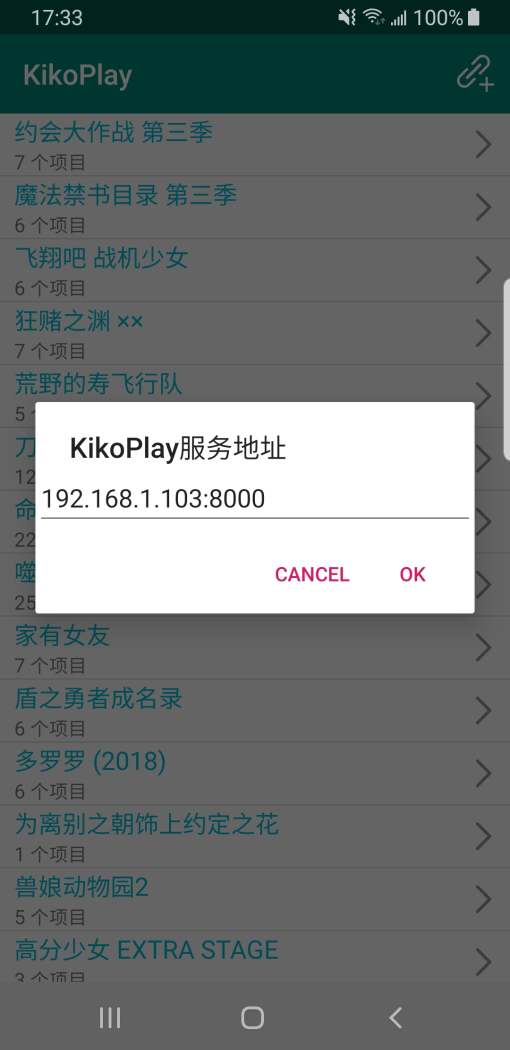 17:33
100%
KikoPlay
约会大作战 第三季
7 个项目
魔法禁书目录 第三季
6 个项目
飞翔吧 战机少女
6 个项目
狂赌之渊 ××
7 个项目
荒野的寿飞行队
5
刀
KikoPlay服务地址
12
192.168.1.103:8000
命
22
噬
CANCEL
OK
25
家有女友
7 个项目
盾之勇者成名录
6 个项目
多罗罗 (2018)
6 个项目
为离别之朝饰上约定之花
1 个项目
兽娘动物园2
5 个项目
高分少女 EXTRA STAGE
3 个项目